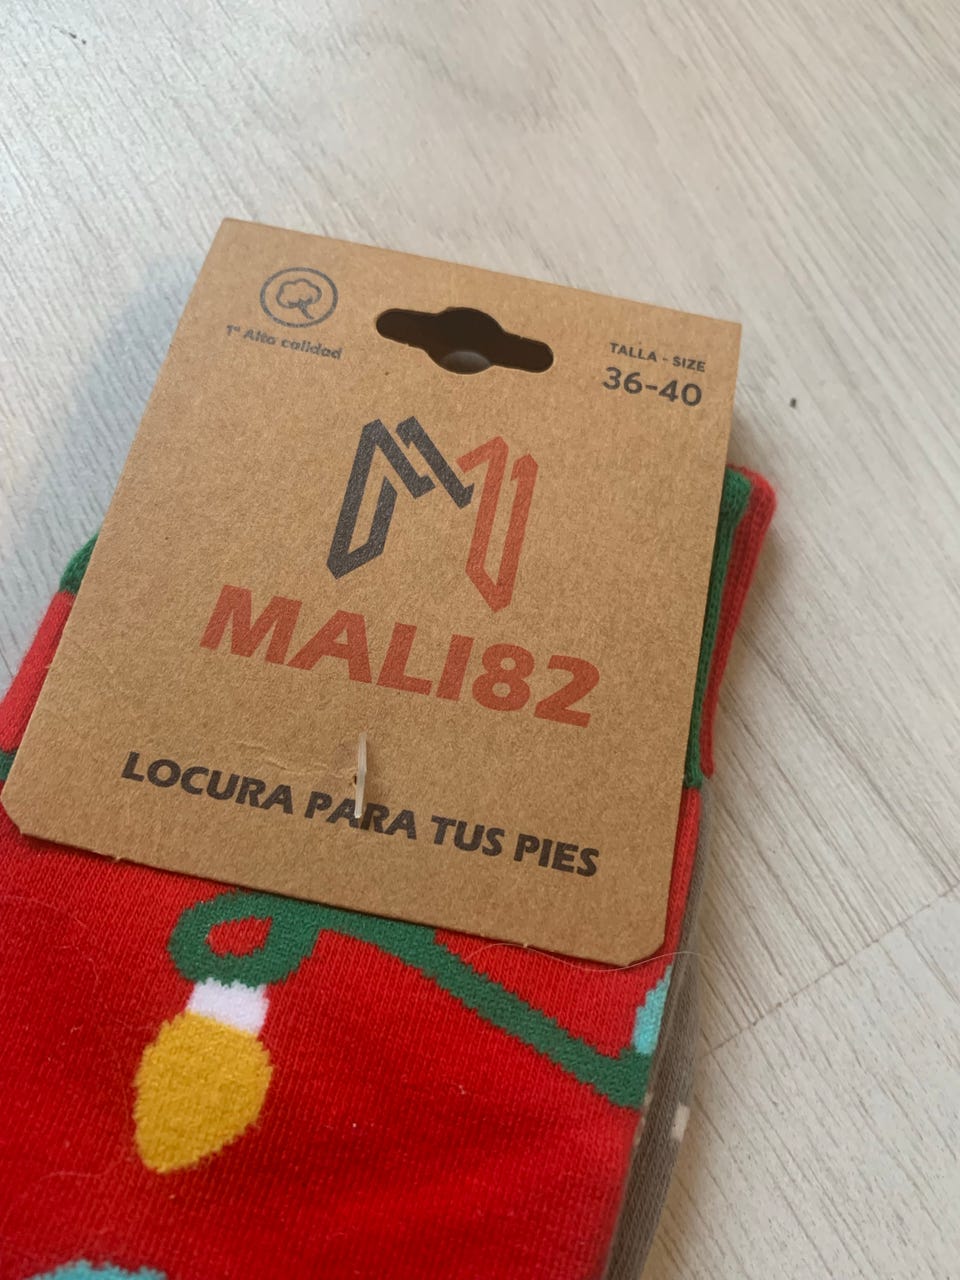 1ª Alta calidad
TALLA - SIZE
36-40
MALI82
LOCURA PARA TUS PIES